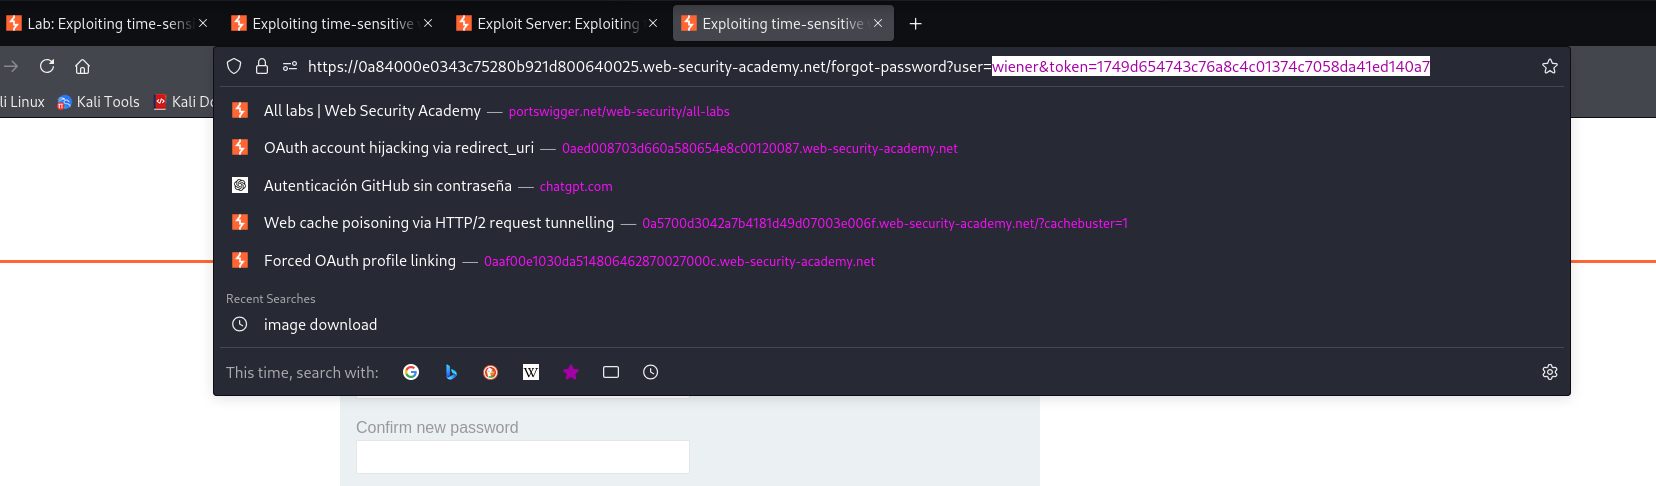 Lab: Exploiting time-sens
Exploiting time-sensitive
Exploit Server: Exploiting
Exploiting time-sensitive
https://0a84000e0343c75280b921d800640025.web-security-academy.net/forgot-password?user=wiener&token=1749d654743c76a8c4c01374c7058da41ed140a7
li Linux Kali Tools Kali Do
All labs | Web Security Academy — portswigger.net/web-security/all-labs
OAuth account hijacking via redirect_uri — 0aed008703d660a580654e8c00120087.web-security-academy.net
Autenticación GitHub sin contraseña — chatgpt.com
Web cache poisoning via HTTP/2 request tunnelling — 0a5700d3042a7b4181d49d07003e006f.web-security-academy.net/?cachebuster=1
Forced OAuth profile linking — 0aaf00e1030da514806462870027000c.web-security-academy.net
Recent Searches
image download
This time, search with:
Confirm new password